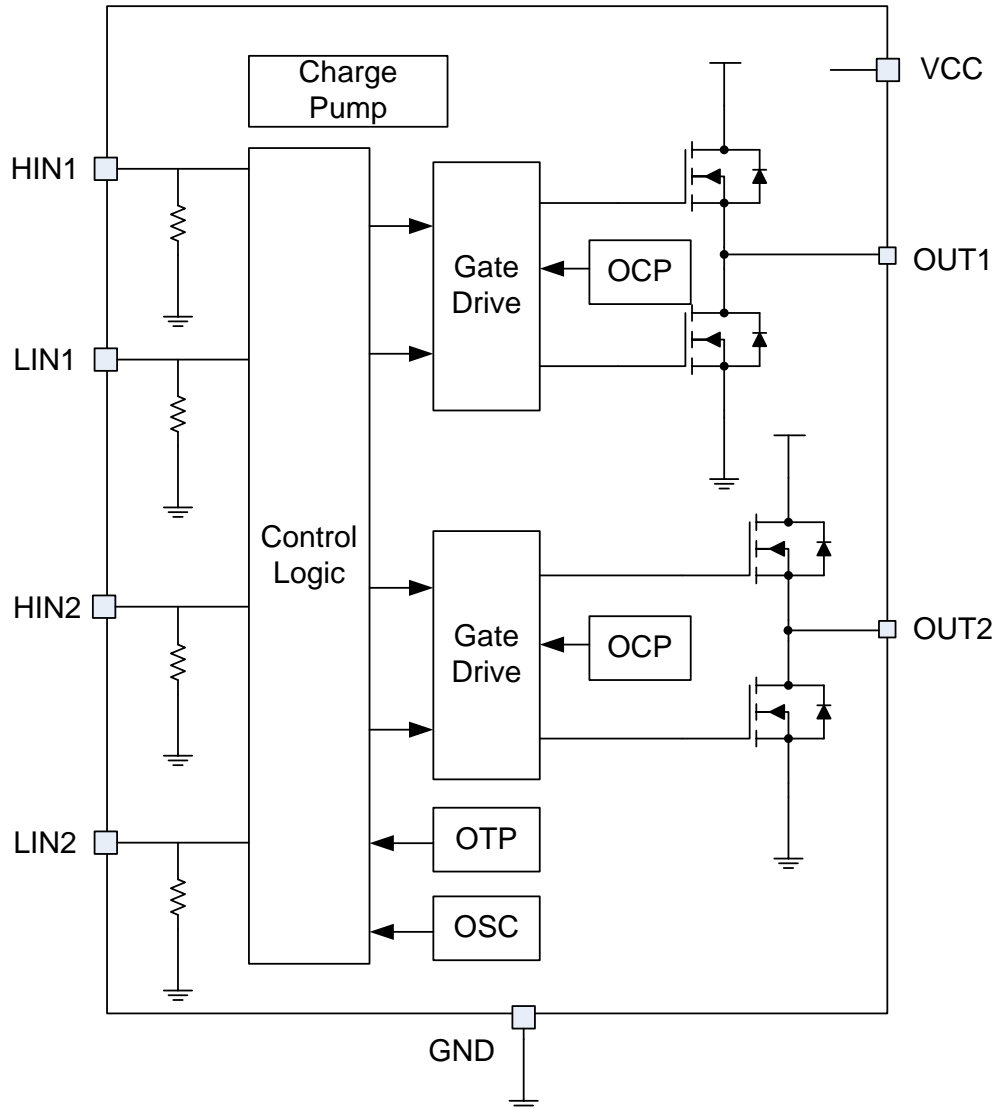 Charge
Pump
VCC
HIN1
Gate
Drive
OCP
OUT1
LIN1
Control
Logic
HIN2
Gate
Drive
OCP
OUT2
LIN2
OTP
OSC
GND